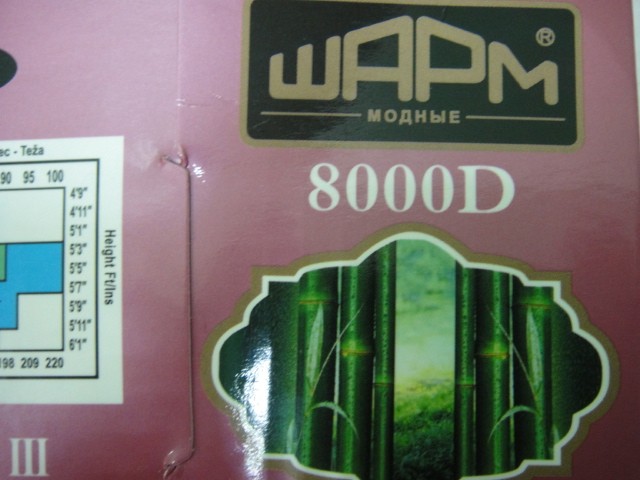 ШАРМ®
МОДНЫЕ
8000D
ес - Teža
90 95 100
4'9"
4'11"
5'1"
5'3"
5'5"
5'7"
5'9"
5'11"
6'1"
Height Ft/Ins
198 209 220
III